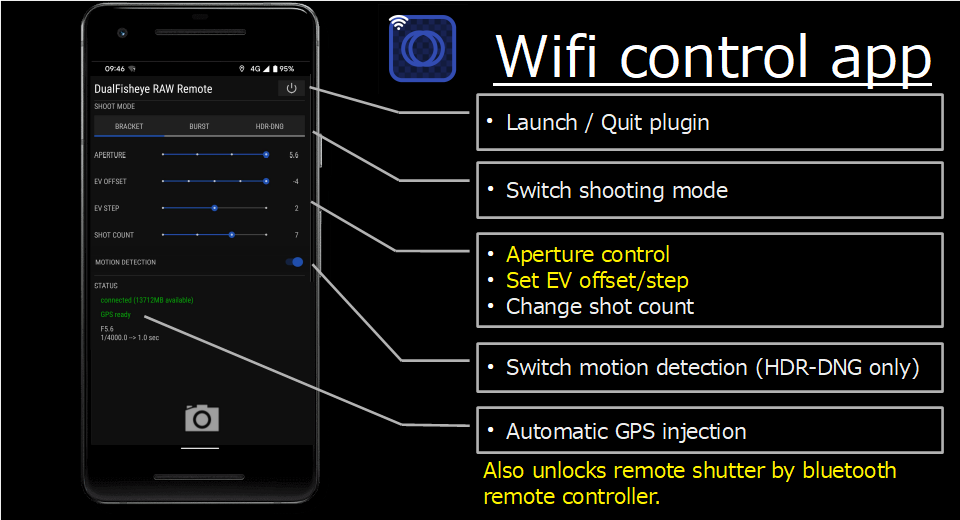 Wifi control app
09:46
4G 95%
DualFisheye RAW Remote
SHOOT MODE
BRACKET BURST HDR-DNG
APERTURE 5.6
EV OFFSET -4
EV STEP 2
SHOT COUNT 7
MOTION DETECTION
STATUS
connected (13712MB available)
GPS ready
F5.6
1/4000.0 --> 1.0 sec
• Launch / Quit plugin
• Switch shooting mode
• Aperture control
• Set EV offset/step
• Change shot count
• Switch motion detection (HDR-DNG only)
• Automatic GPS injection
Also unlocks remote shutter by bluetooth
remote controller.